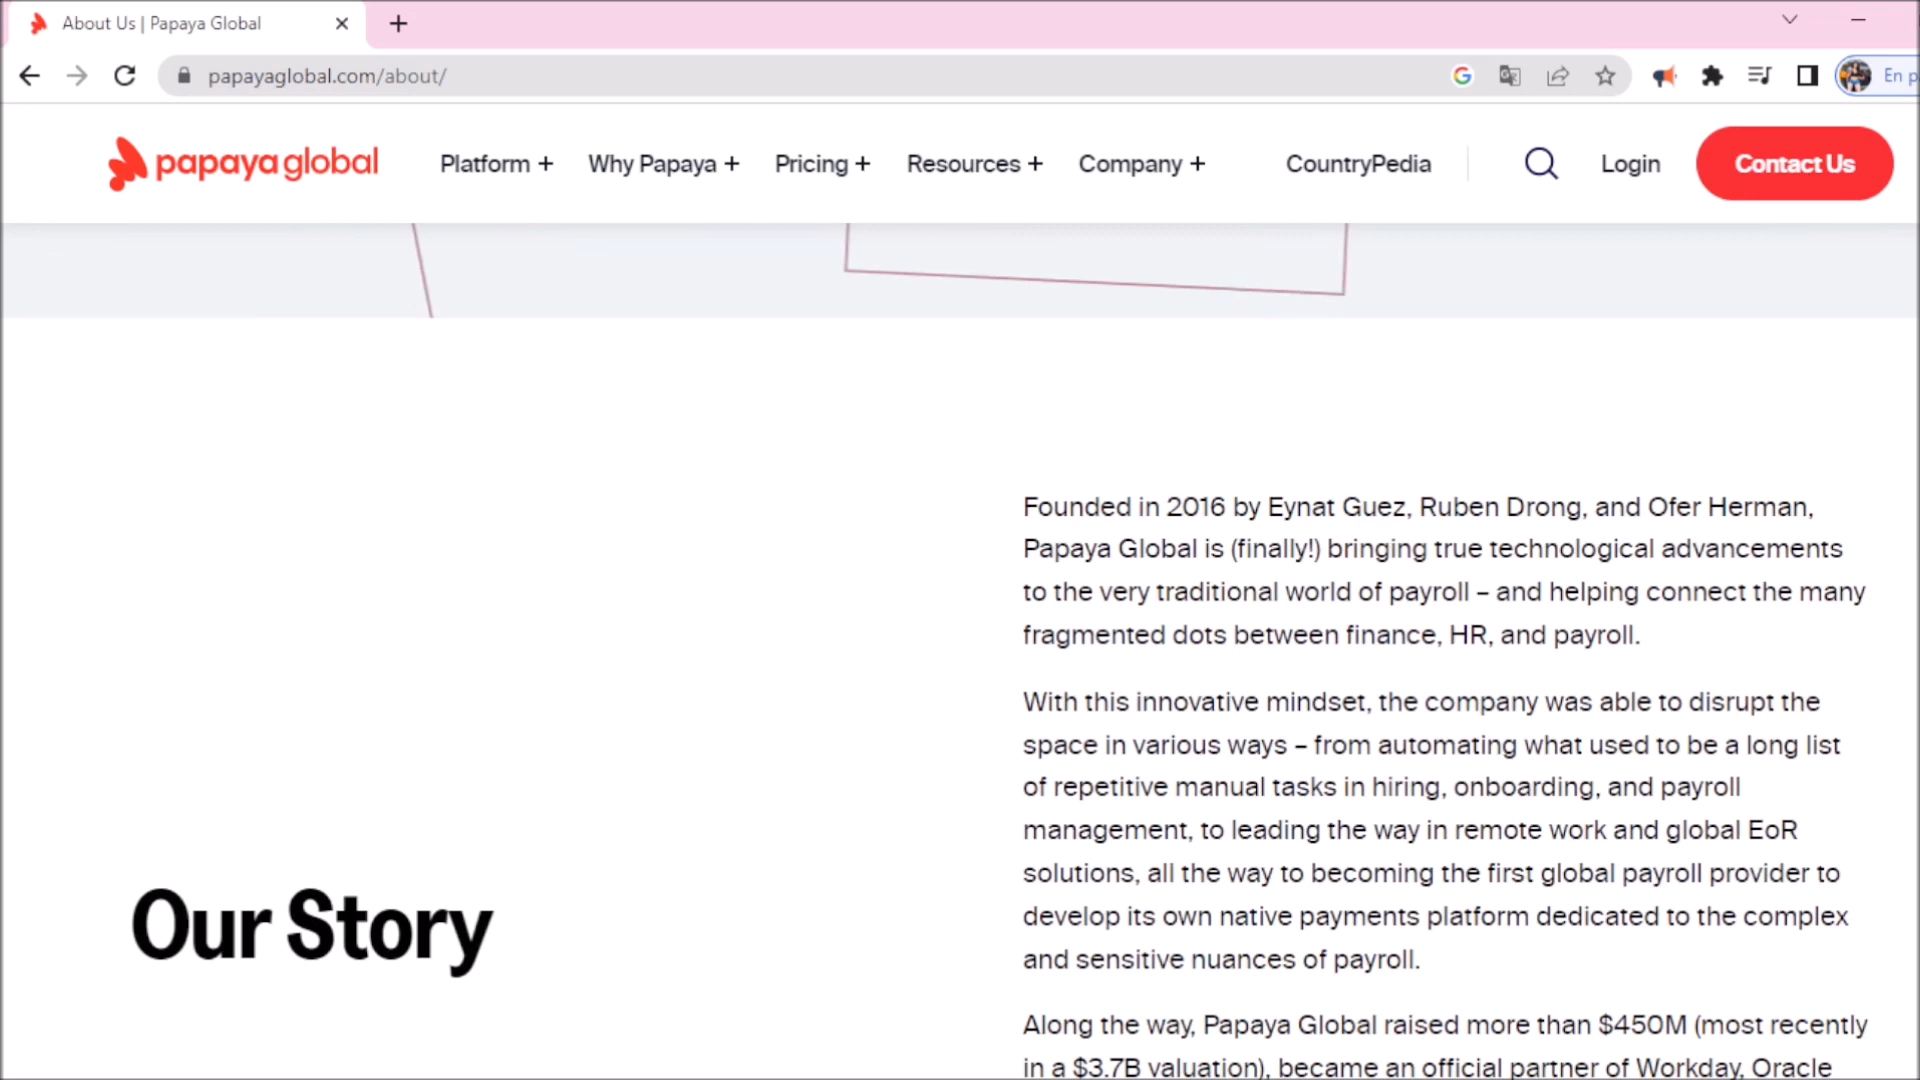 About Us | Papaya Global
papayaglobal.com/about/
En p
papaya global
Platform +
Why Papaya +
Pricing +
Resources +
Company +
CountryPedia
Login
Contact Us
Founded in 2016 by Eynat Guez, Ruben Drong, and Ofer Herman,
Papaya Global is (finally!) bringing true technological advancements
to the very traditional world of payroll – and helping connect the many
fragmented dots between finance, HR, and payroll.
With this innovative mindset, the company was able to disrupt the
space in various ways – from automating what used to be a long list
of repetitive manual tasks in hiring, onboarding, and payroll
management, to leading the way in remote work and global EoR
solutions, all the way to becoming the first global payroll provider to
develop its own native payments platform dedicated to the complex
and sensitive nuances of payroll.
Our Story
Along the way, Papaya Global raised more than $450M (most recently
in a $3.7B valuation), became an official partner of Workday, Oracle